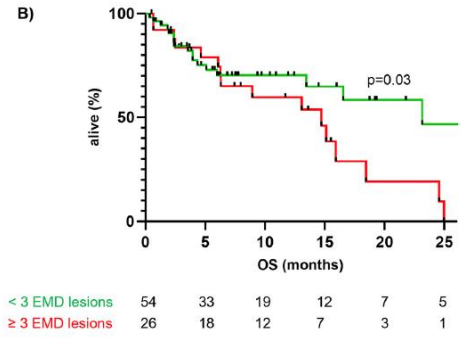 B)
100
50
0
alive (%)
p=0.03
0 5 10 15 20 25
OS (months)
< 3 EMD lesions 54 33 19 12 7 5
≥ 3 EMD lesions 26 18 12 7 3 1